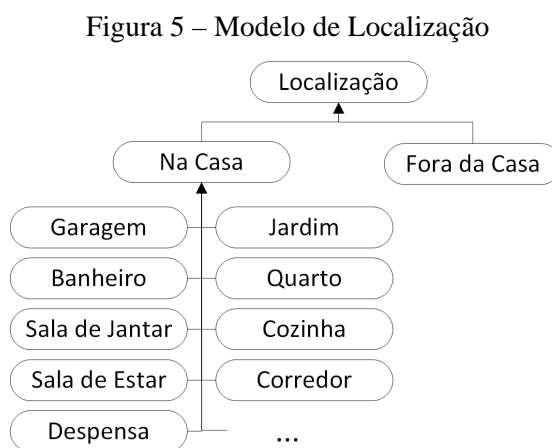 Figura 5 – Modelo de Localização
Localização
Na Casa
Fora da Casa
Garagem
Jardim
Banheiro
Quarto
Sala de Jantar
Cozinha
Sala de Estar
Corredor
Despensa
...